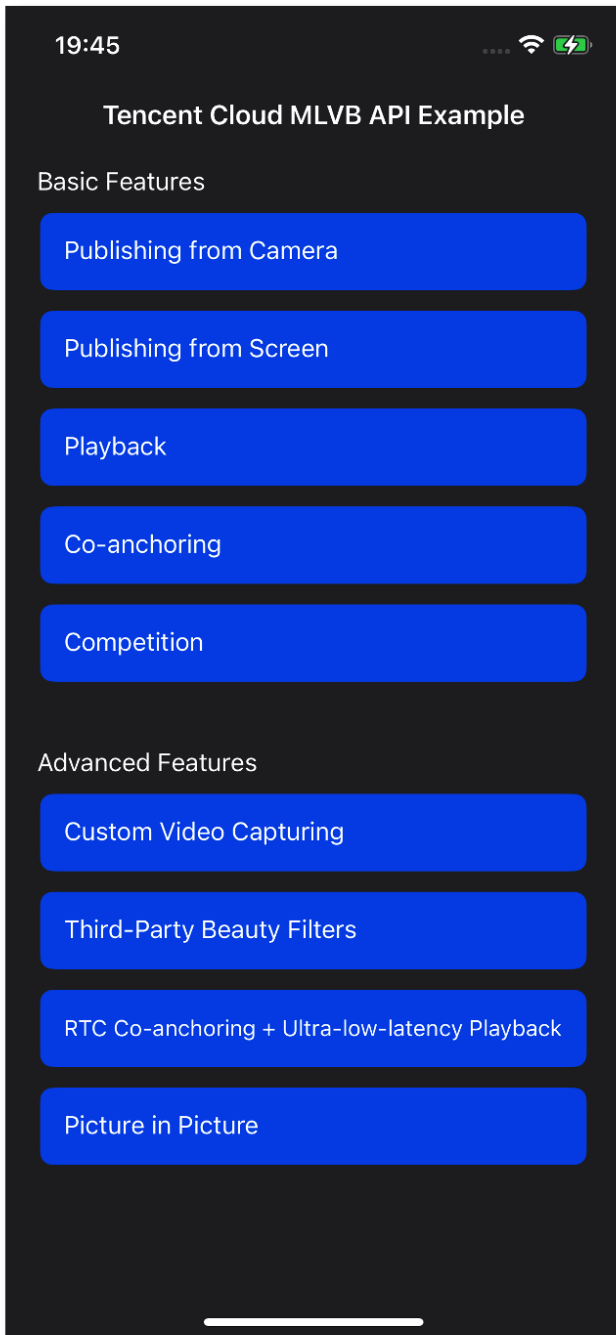 19:45
Tencent Cloud MLVB API Example
Basic Features
Publishing from Camera
Publishing from Screen
Playback
Co-anchoring
Competition
Advanced Features
Custom Video Capturing
Third-Party Beauty Filters
RTC Co-anchoring + Ultra-low-latency Playback
Picture in Picture